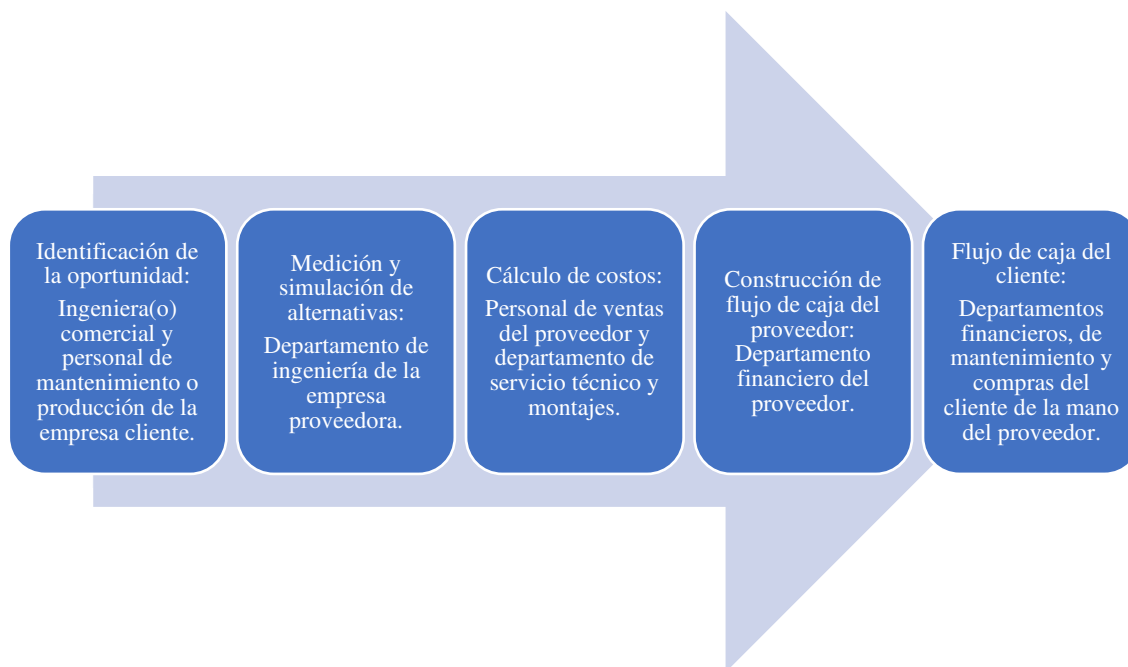 Identificación de
la oportunidad:
Ingeniera(o)
comercial y
personal de
mantenimiento o
producción de la
empresa cliente.
Medición y
simulación de
alternativas:
Departamento de
ingeniería de la
empresa
proveedora.
Cálculo de costos:
Personal de ventas
del proveedor y
departamento de
servicio técnico y
montajes.
Construcción de
flujo de caja del
proveedor:
Departamento
financiero del
proveedor.
Flujo de caja del
cliente:
Departamentos
financieros, de
mantenimiento y
compras del
cliente de la mano
del proveedor.